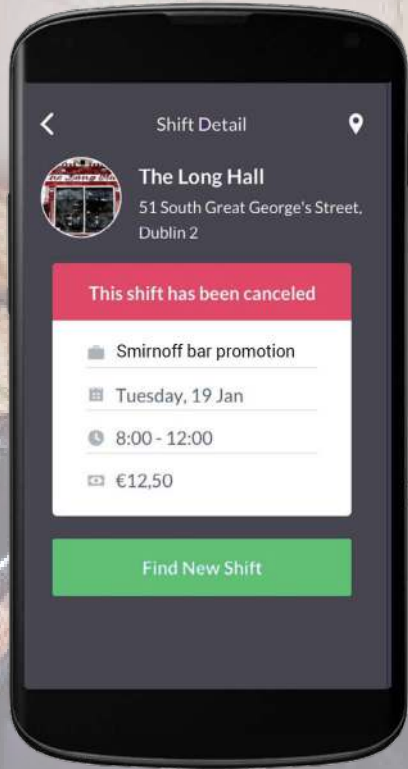 Shift Detail
The Long Hall
51 South Great George's Street,
Dublin 2
This shift has been canceled
Smirnoff bar promotion
Tuesday, 19 Jan
8:00 - 12:00
€12,50
Find New Shift